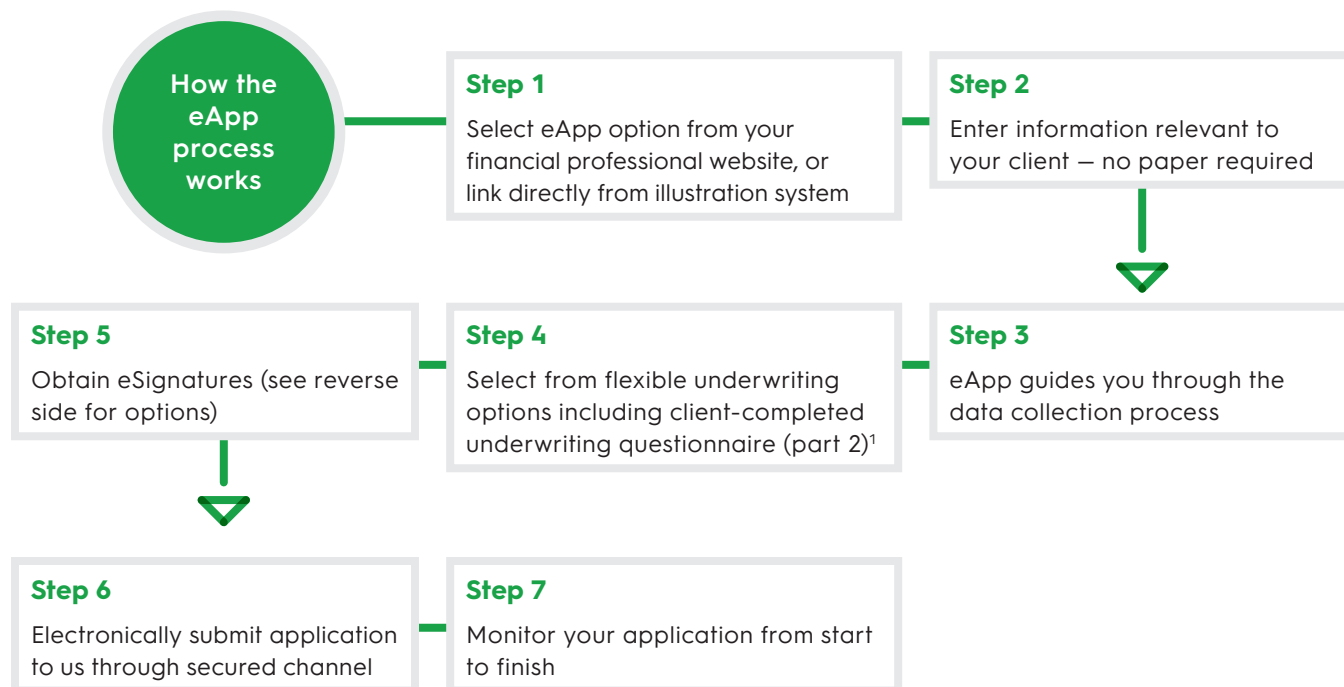 How the
eApp
process
works
Step 1
Select eApp option from your
financial professional website, or
link directly from illustration system
Step 2
Enter information relevant to
your client – no paper required
Step 3
eApp guides you through the
data collection process
Step 4
Select from flexible underwriting
options including client-completed
underwriting questionnaire (part 2)¹
Step 5
Obtain eSignatures (see reverse
side for options)
Step 6
Electronically submit application
to us through secured channel
Step 7
Monitor your application from start
to finish